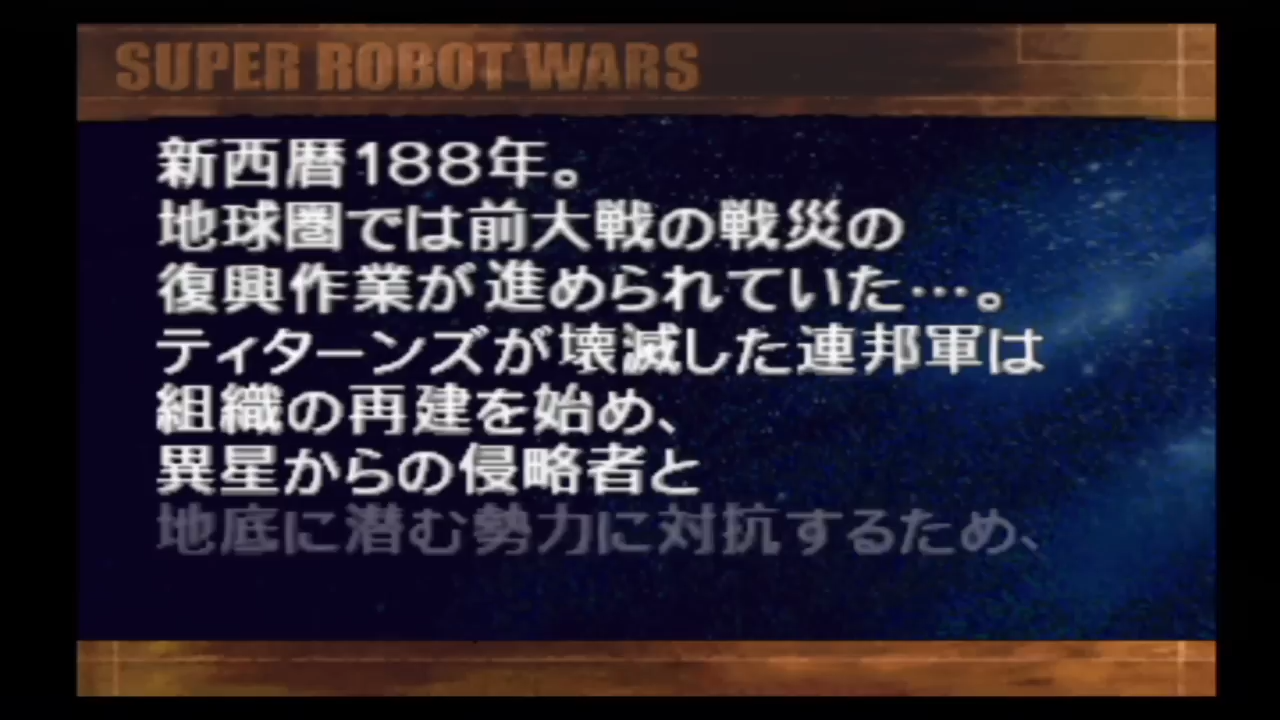 SUPER ROBOT WARS
新西暦188年。
地球圏では前大戦の戦災の
復興作業が進められていた…。
ティターンズが壊滅した連邦軍は
組織の再建を始め、
異星からの侵略者と
地底に潜む勢力に対抗するため、